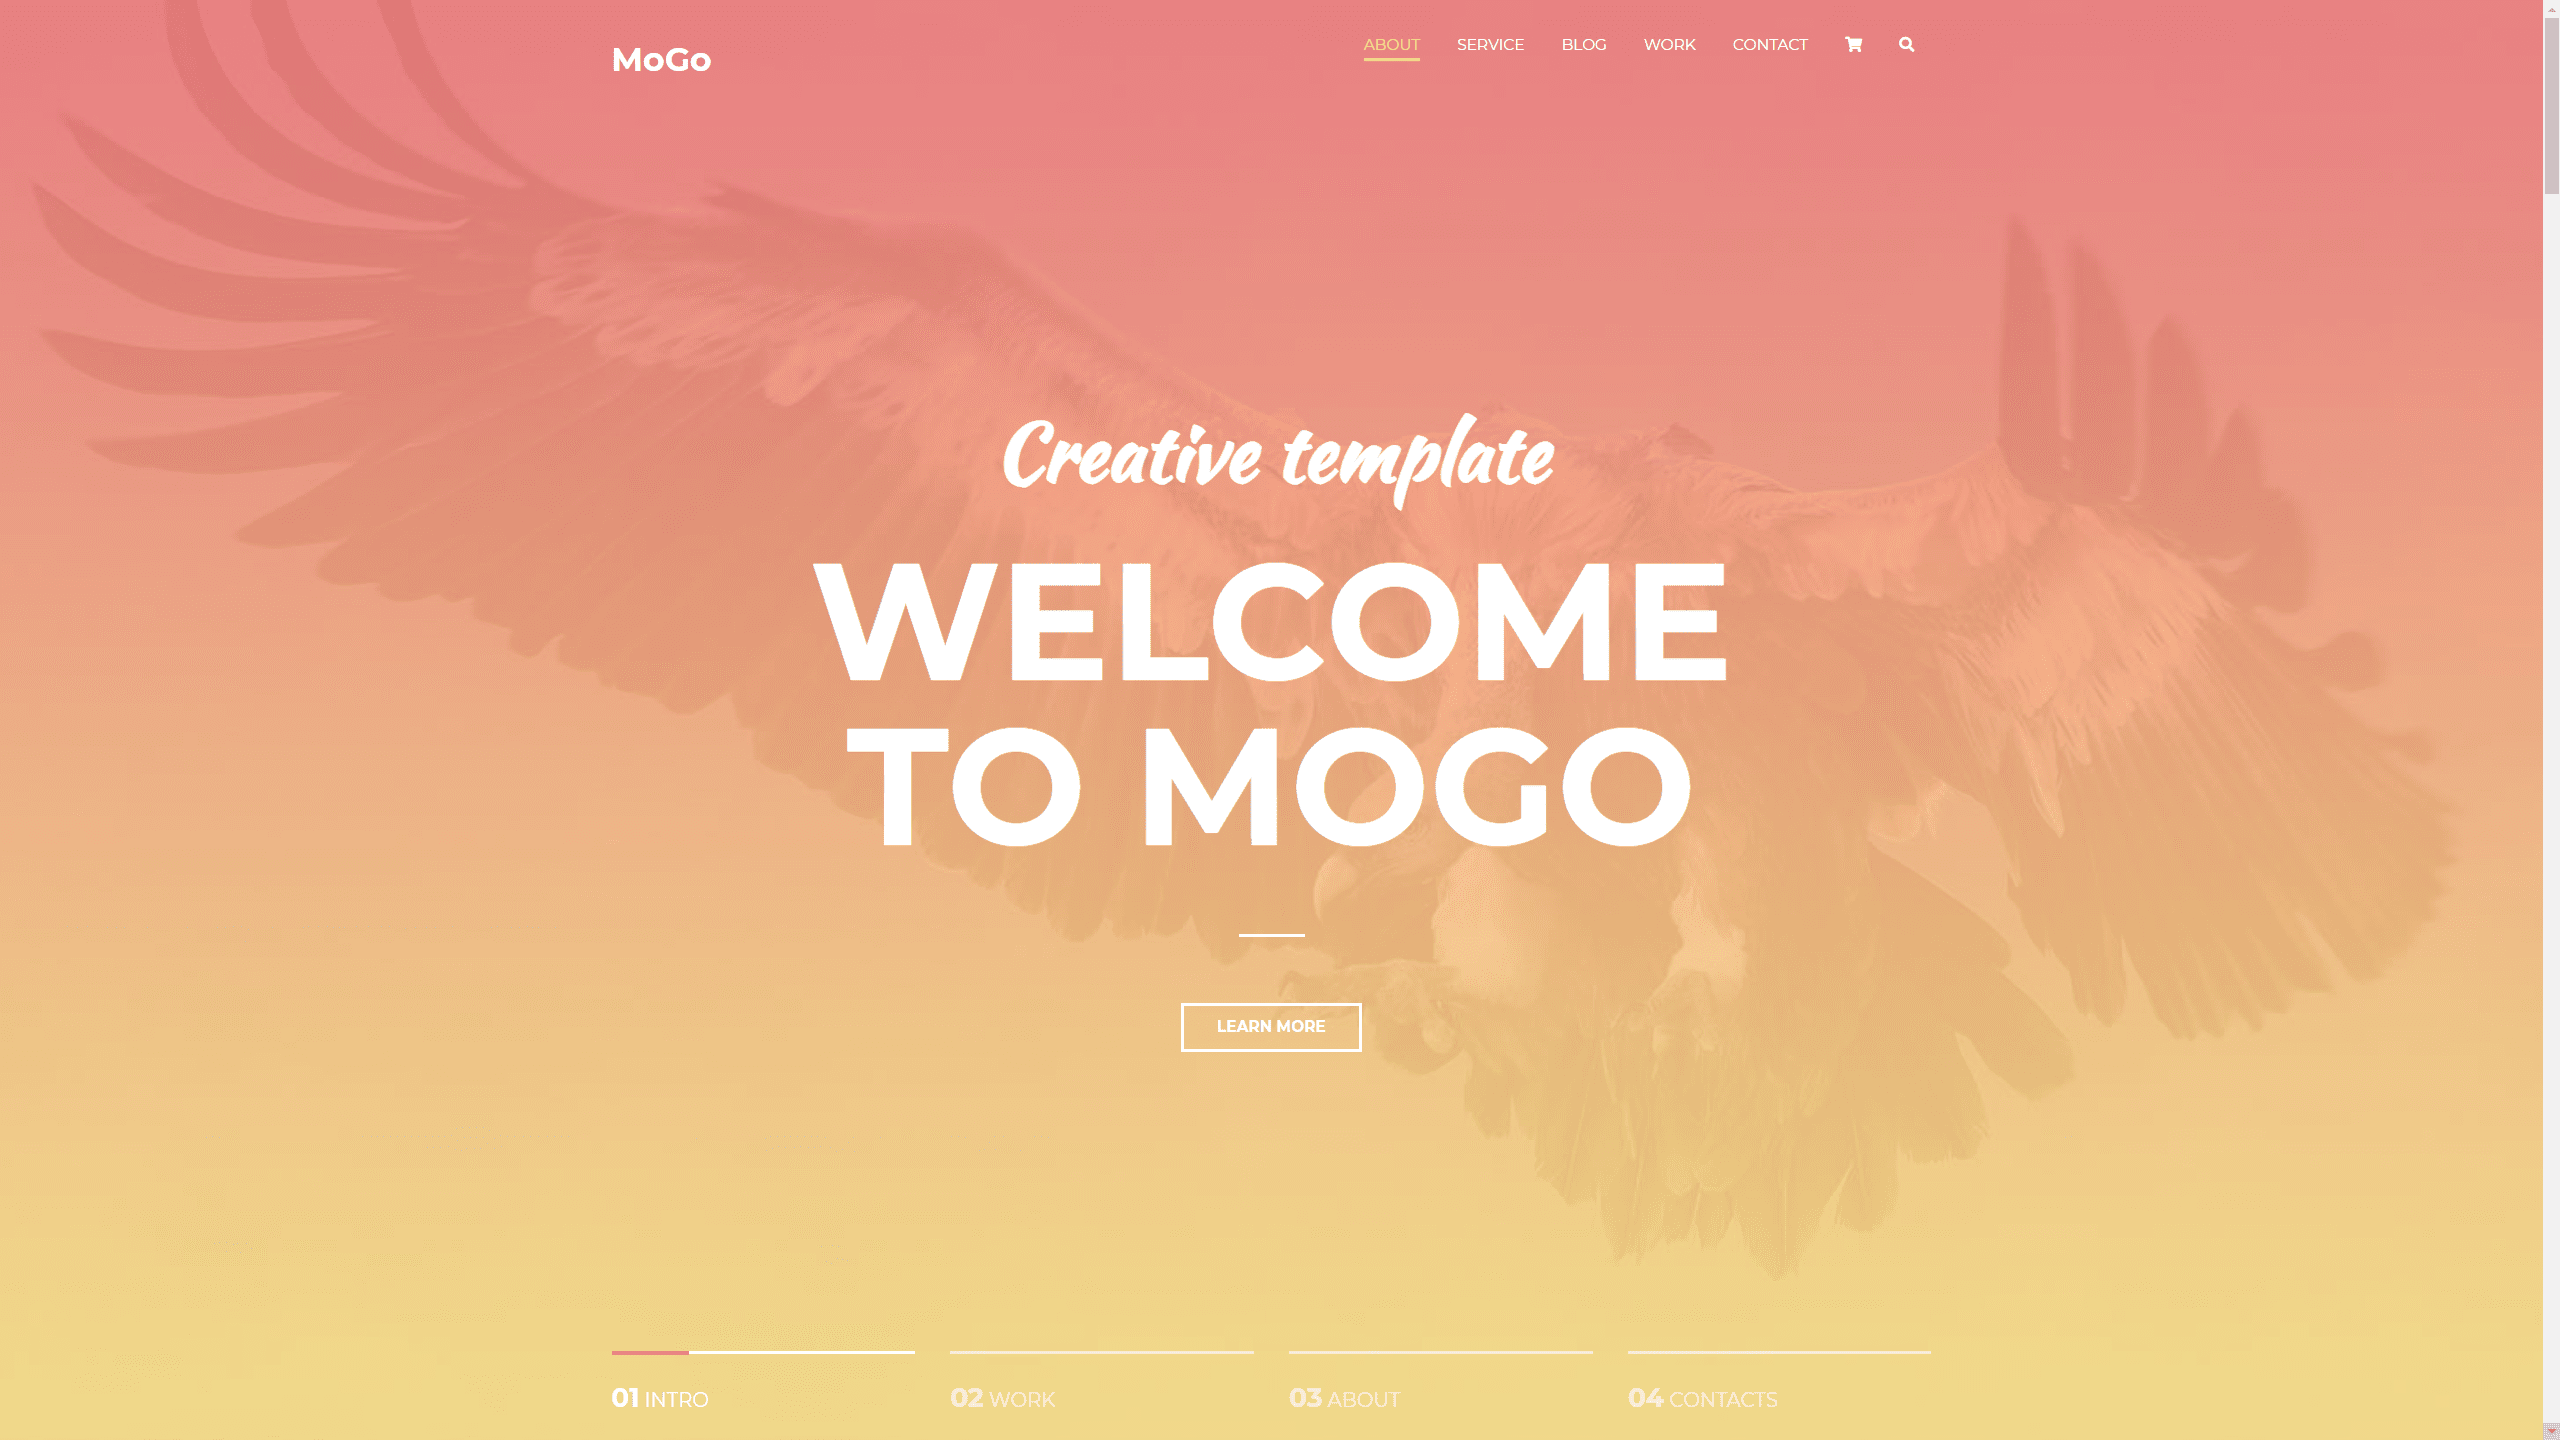 MoGo
ABOUT SERVICE BLOG WORK CONTACT
Creative template
WELCOME
TO MOGO
LEARN MORE
01 INTRO
02 WORK
03 ABOUT
04 CONTACTS